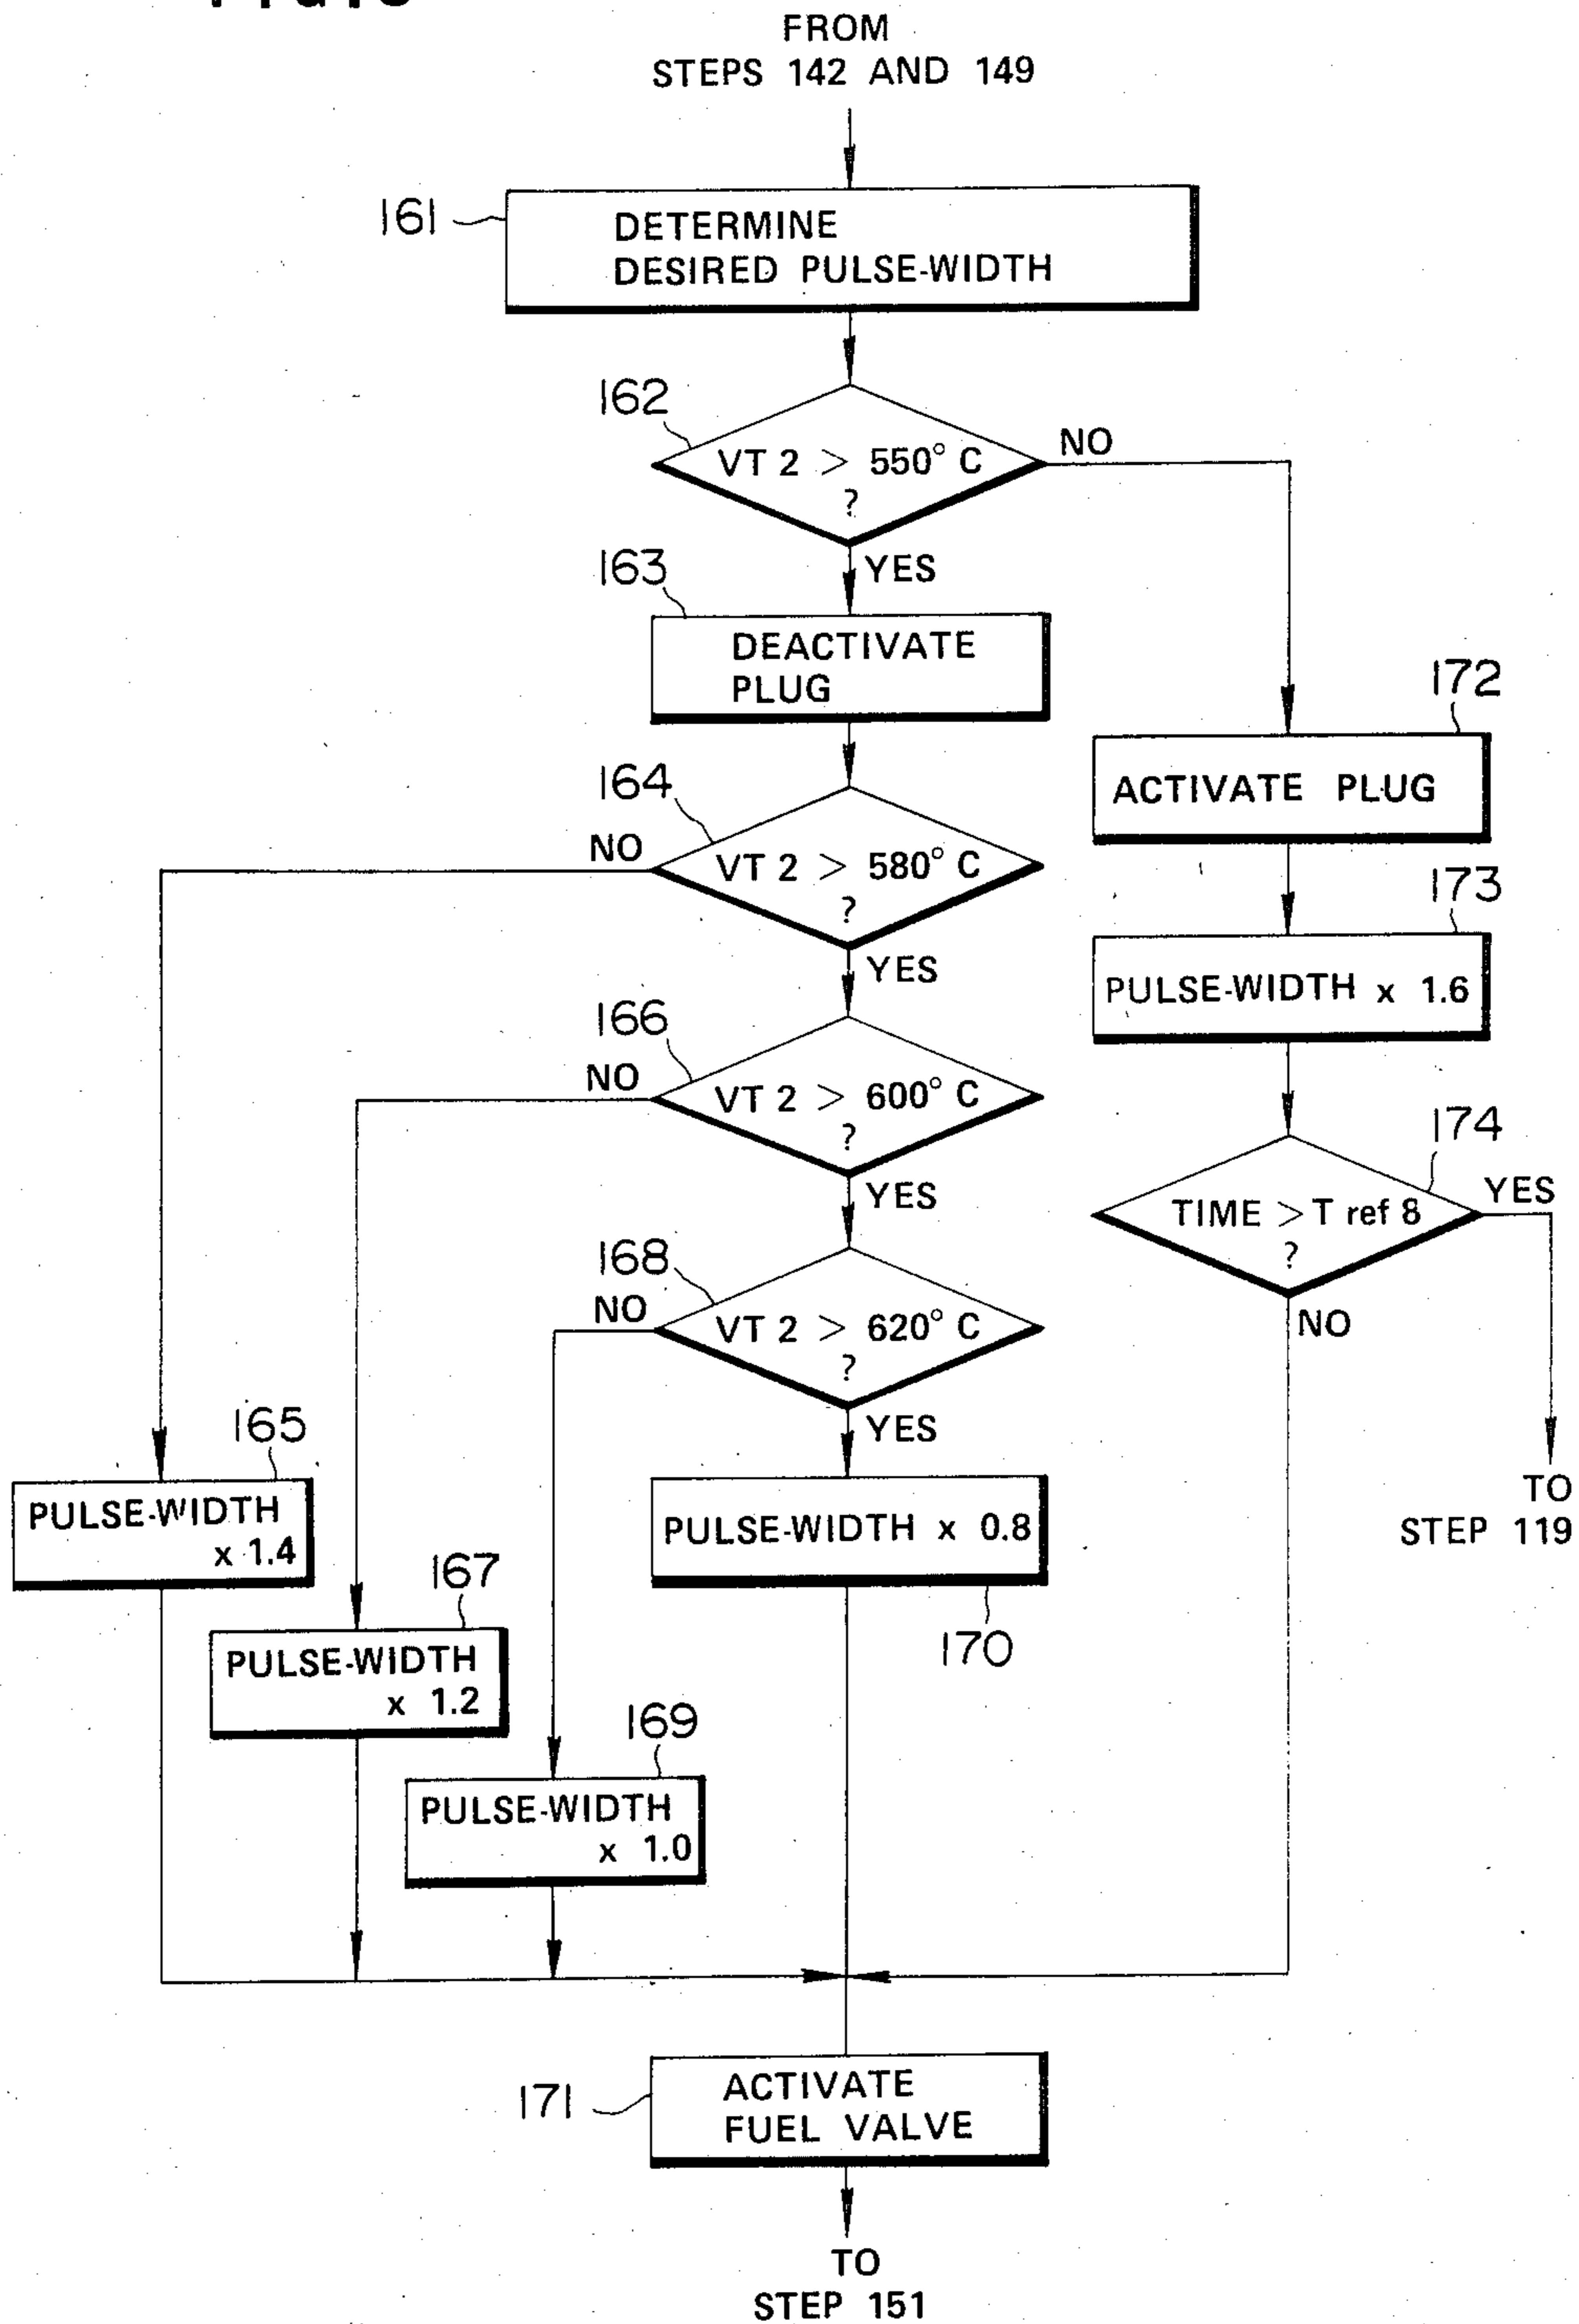 FROM
STEPS 142 AND 149
161
DETERMINE
DESIRED PULSE-WIDTH
162
VT 2 > 550° C
?
NO
YES
163
DEACTIVATE
PLUG
172
ACTIVATE PLUG
164
NO
VT 2 > 580° C
?
YES
173
PULSE-WIDTH x 1.6
166
NO
VT 2 > 600° C
?
YES
174
TIME > T ref 8
?
YES
NO
168
NO
VT 2 > 620° C
?
YES
TO
STEP 119
165
PULSE-WIDTH
x 1.4
PULSE-WIDTH x 0.8
170
167
PULSE-WIDTH
x 1.2
169
PULSE-WIDTH
x 1.0
171
ACTIVATE
FUEL VALVE
TO
STEP 151